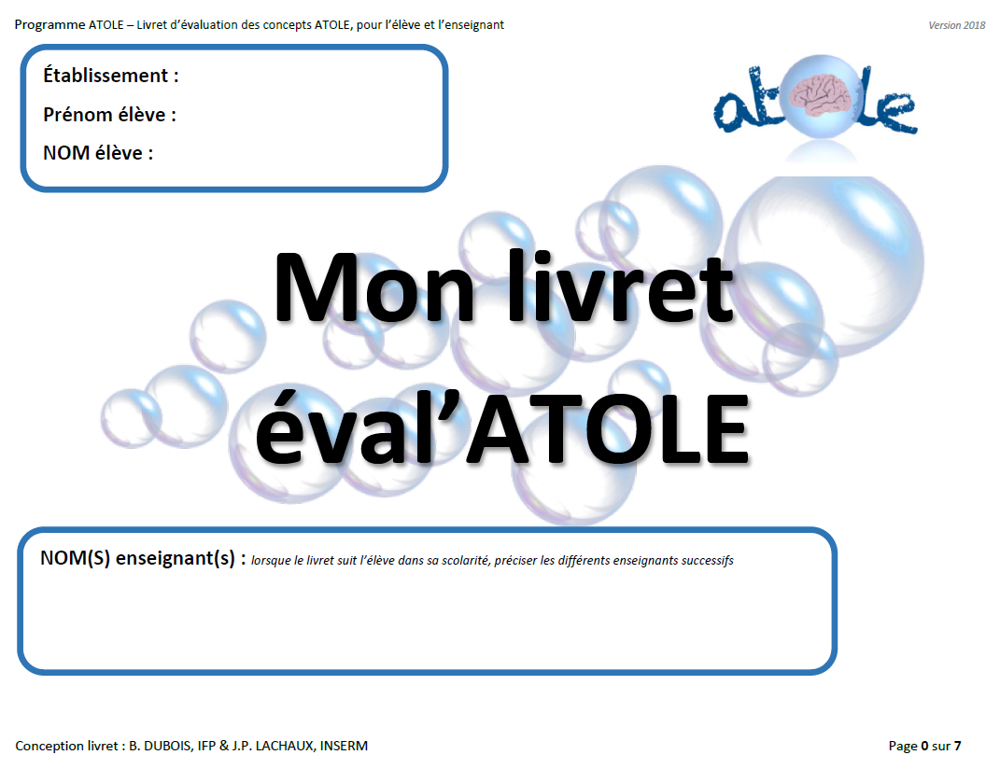 Programme ATOLE – Livret d’évaluation des concepts ATOLE, pour l’élève et l’enseignant
Version 2018
Établissement :
Prénom élève :
NOM élève :
atole
Mon livret
éval’ATOLE
NOM(S) enseignant(s) : lorsque le livret suit l’élève dans sa scolarité, préciser les différents enseignants successifs
Conception livret : B. DUBOIS, IFP & J.P. LACHAUX, INSERM
Page 0 sur 7